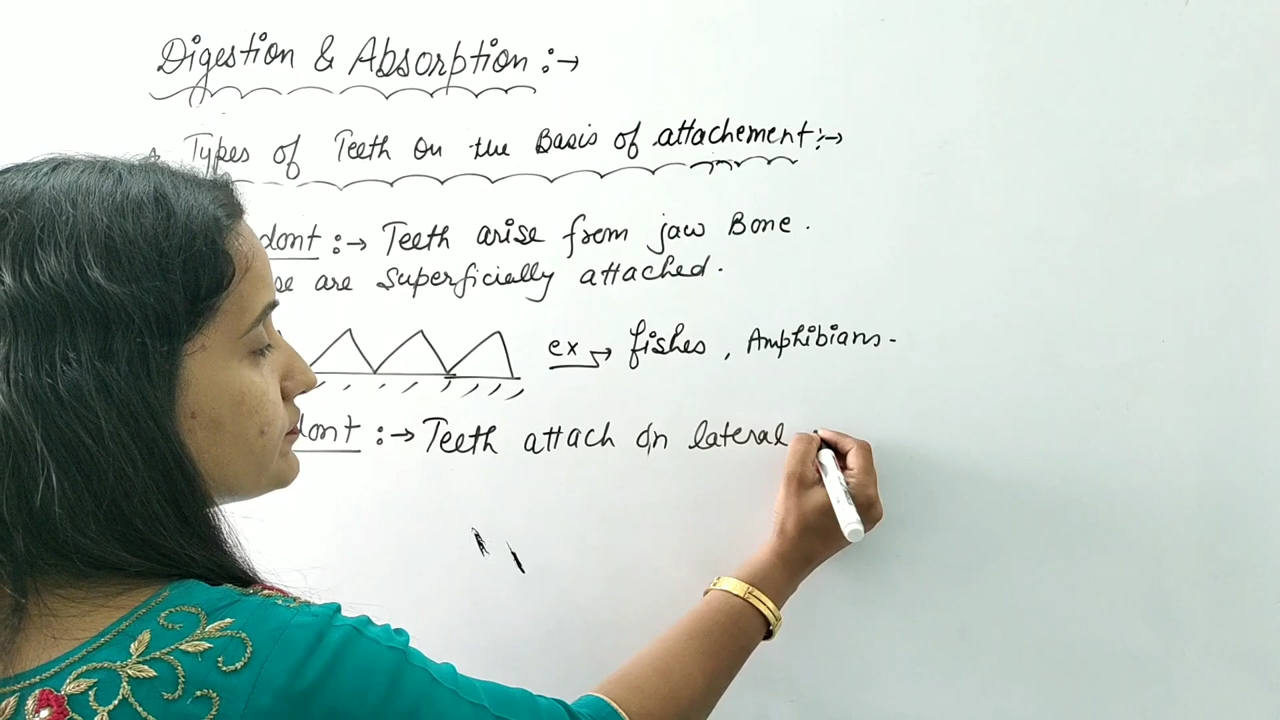 Digestion & Absorption :→
Types of Teeth on the Basis of attachement :→
dont :→ Teeth arise from jaw Bone.
se are Superficially attached.
ex → fishes, Amphibians.
dont :→ Teeth attach on lateral